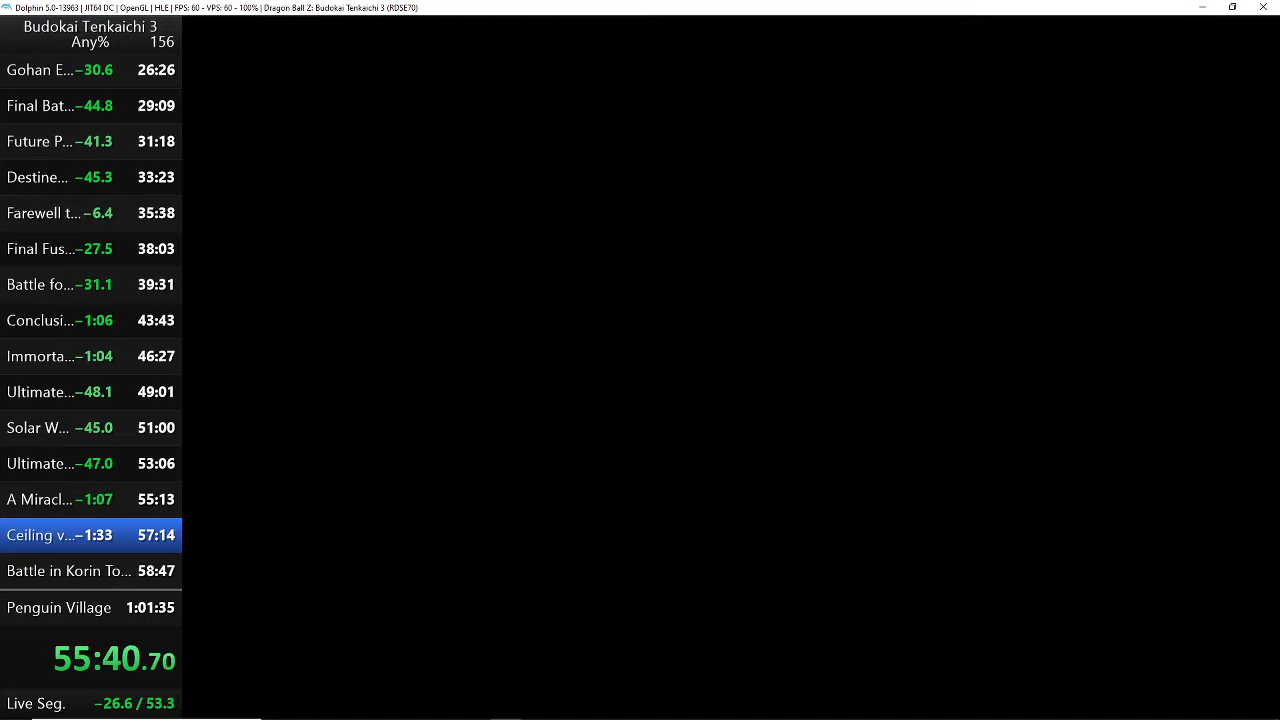 Dolphin 5.0-13963 | JIT64 DC | OpenGL | HLE | FPS: 60 - VPS: 60 - 100% | Dragon Ball Z: Budokai Tenkaichi 3 (RDSE70)
Budokai Tenkaichi 3
Any% 156
Gohan E... −30.6 26:26
Final Bat... −44.8 29:09
Future P... −41.3 31:18
Destine... −45.3 33:23
Farewell t... −6.4 35:38
Final Fus... −27.5 38:03
Battle fo... −31.1 39:31
Conclusi... −1:06 43:43
Immorta... −1:04 46:27
Ultimate... −48.1 49:01
Solar W... −45.0 51:00
Ultimate... −47.0 53:06
A Miracl... −1:07 55:13
Ceiling v... −1:33 57:14
Battle in Korin To... 58:47
Penguin Village 1:01:35
55:40.70
Live Seg. −26.6 / 53.3